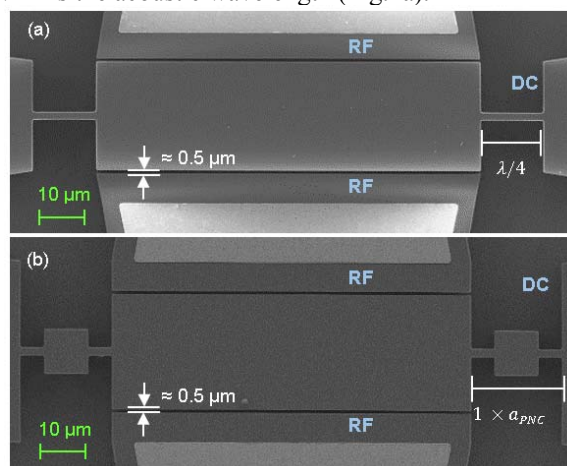 (a)
RF
DC
≈ 0.5 µm
λ/4
10 µm
RF
(b)
RF
DC
≈ 0.5 µm
1 × a_PNC
10 µm
RF